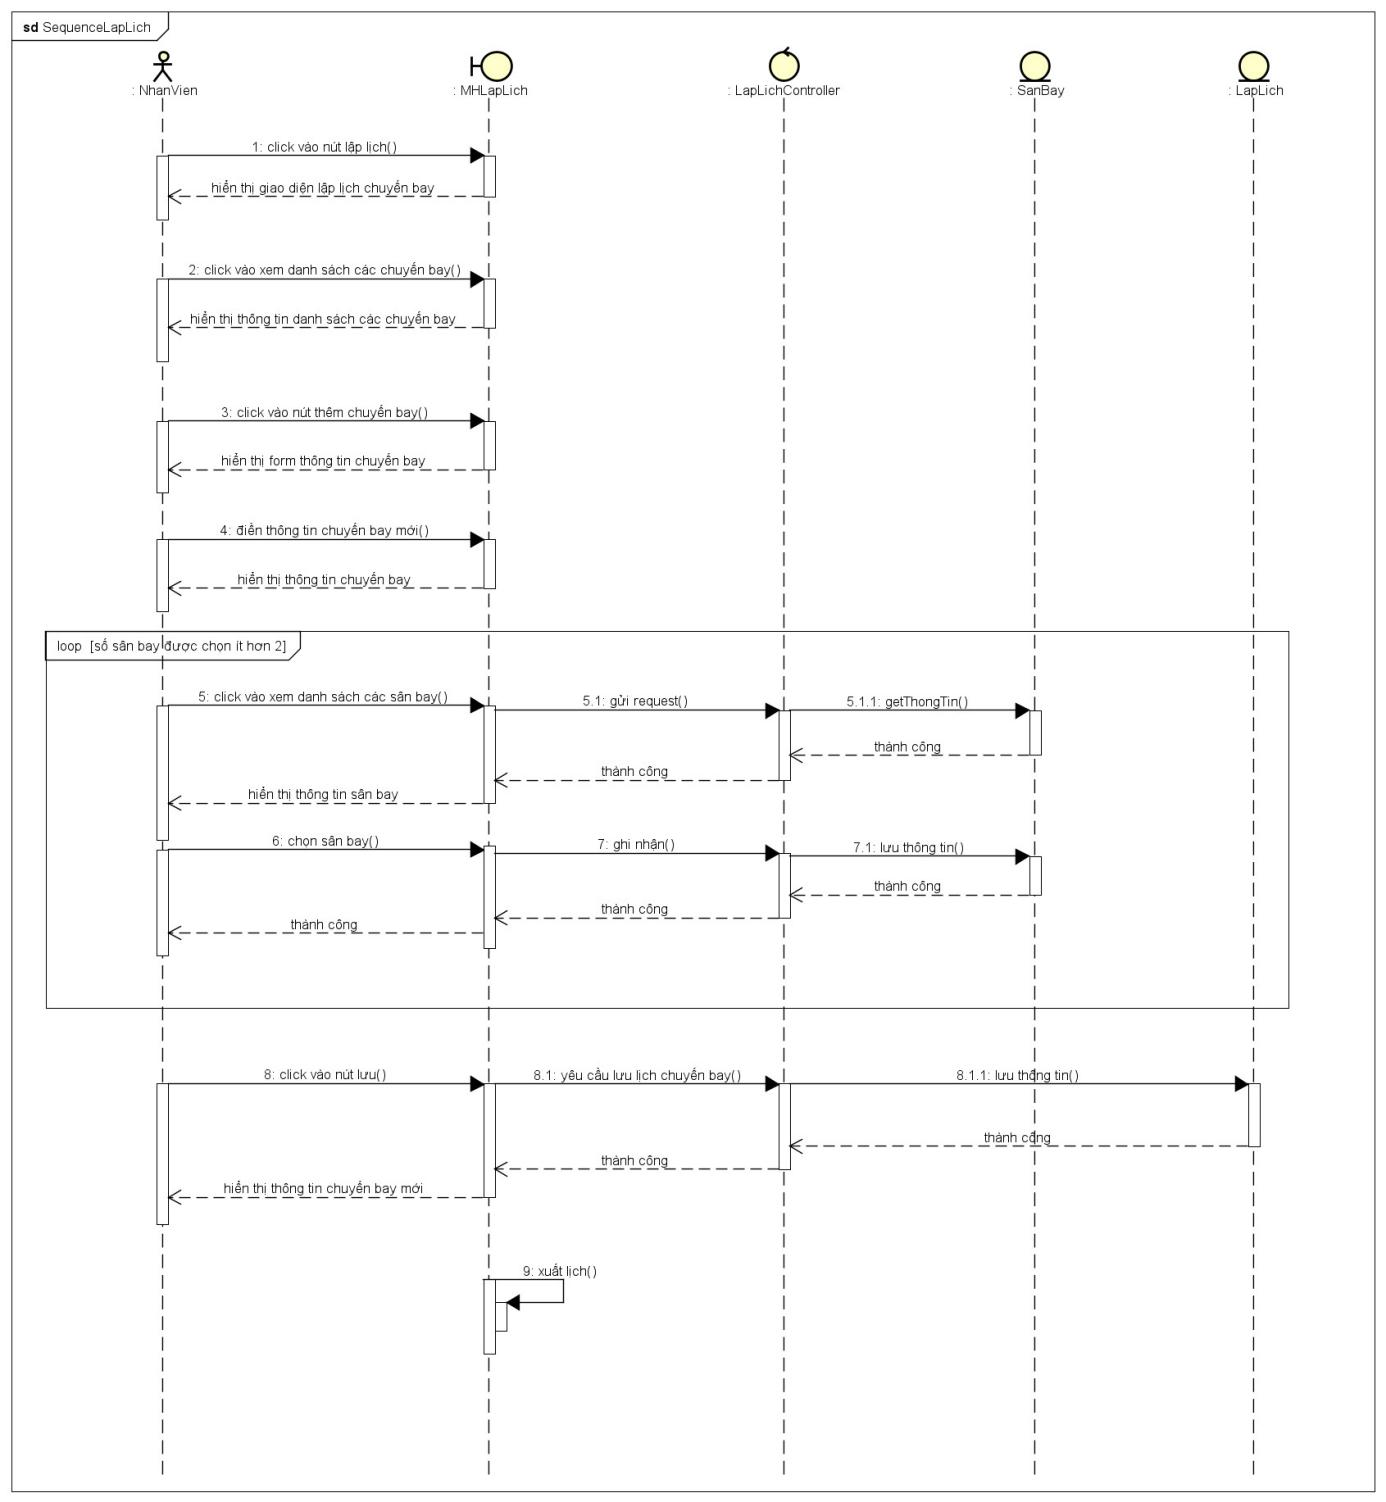 sd SequenceLapLich
: NhanVien
: MHLapLich
: LapLichController
: SanBay
: LapLich
1: click vào nút lập lịch()
hiển thị giao diện lập lịch chuyến bay
2: click vào xem danh sách các chuyến bay()
hiển thị thông tin danh sách các chuyến bay
3: click vào nút thêm chuyến bay()
hiển thị form thông tin chuyến bay
4: điền thông tin chuyến bay mới()
hiển thị thông tin chuyến bay
loop [số sân bay được chọn ít hơn 2]
5: click vào xem danh sách các sân bay()
5.1: gửi request()
5.1.1: getThongTin()
thành công
thành công
hiển thị thông tin sân bay
6: chọn sân bay()
7: ghi nhận()
7.1: lưu thông tin()
thành công
thành công
thành công
8: click vào nút lưu()
8.1: yêu cầu lưu lịch chuyến bay()
8.1.1: lưu thông tin()
thành công
thành công
hiển thị thông tin chuyến bay mới
9: xuất lịch()